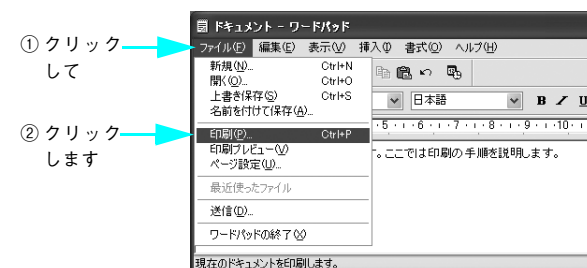 ドキュメント - ワードパッド
① クリック
して
ファイル(F) 編集(E) 表示(V) 挿入(I) 書式(O) ヘルプ(H)
新規(N)... Ctrl+N
開く(O)... Ctrl+O
上書き保存(S) Ctrl+S
名前を付けて保存(A)...
日本語 B I U
② クリック
します
印刷(P)... Ctrl+P
5 6 7 8 9 10
印刷プレビュー(V)
ページ設定(U)...
。ここでは印刷の手順を説明します。
最近使ったファイル
送信(D)...
ワードパッドの終了(X)
現在のドキュメントを印刷します。